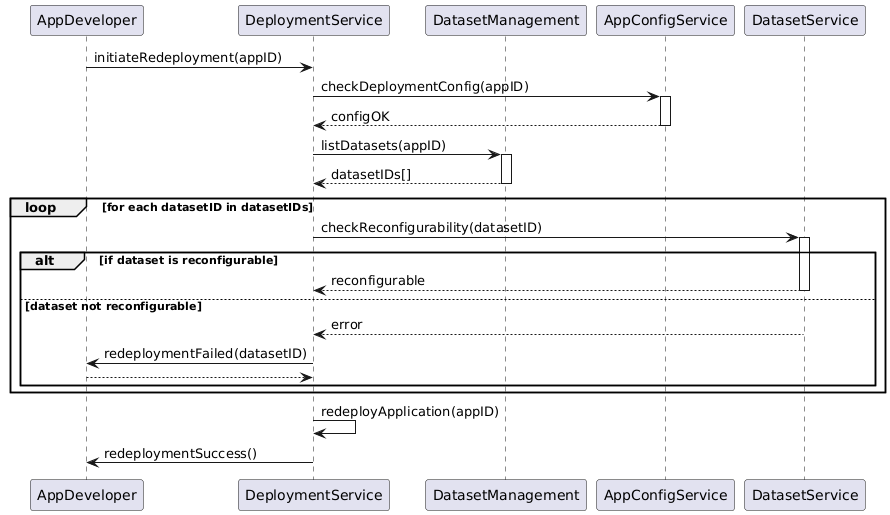 AppDeveloper DeploymentService DatasetManagement AppConfigService DatasetService
initiateRedeployment(appID)
checkDeploymentConfig(appID)
configOK
listDatasets(appID)
datasetIDs[]
loop [for each datasetID in datasetIDs]
checkReconfigurability(datasetID)
alt [if dataset is reconfigurable]
reconfigurable
[dataset not reconfigurable]
error
redeploymentFailed(datasetID)
redeployApplication(appID)
redeploymentSuccess()
AppDeveloper DeploymentService DatasetManagement AppConfigService DatasetService